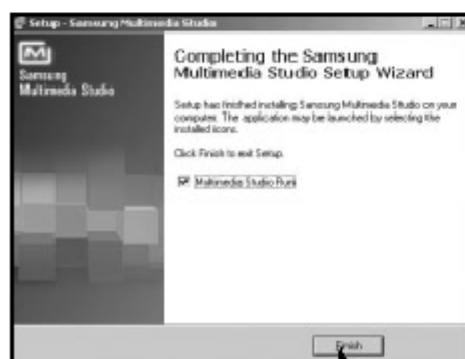 Setup - Samsung Multimedia Studio
Samsung
Multimedia Studio
Completing the Samsung
Multimedia Studio Setup Wizard
Setup has finished installing Samsung Multimedia Studio on your
computer. The application may be launched by selecting the
installed icons.
Click Finish to exit Setup.
Multimedia Studio Run
Finish